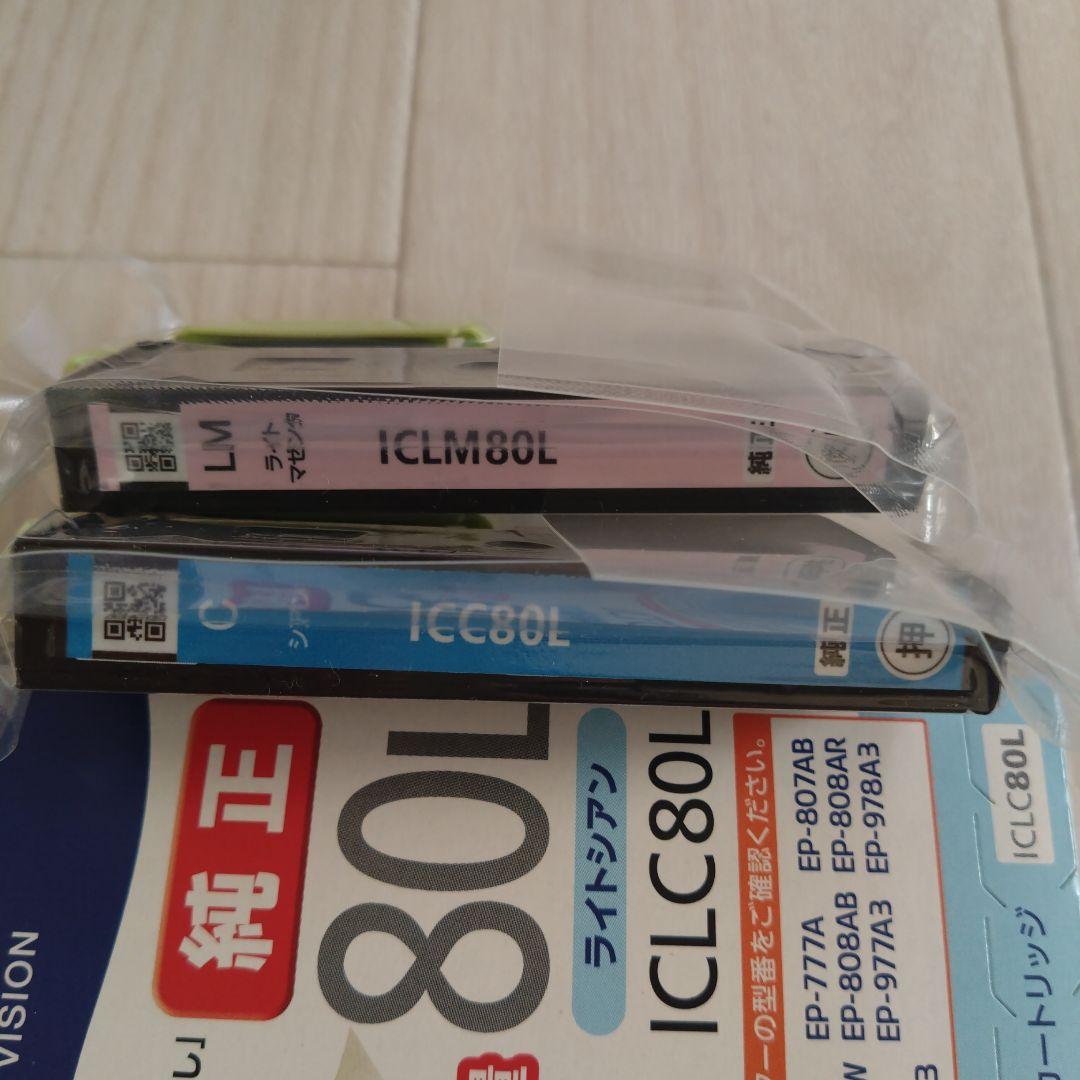 LM
ライト
マゼンタ
ICLM80L
純正
C
シアン
ICC80L
純正
押
VISION
純正
80L
ライトシアン
ICLC80L
ターの型番をご確認ください。
EP-777A EP-807AB
EP-808AB EP-808AR
EP-977A3 EP-978A3
ICLC80L
カートリッジ